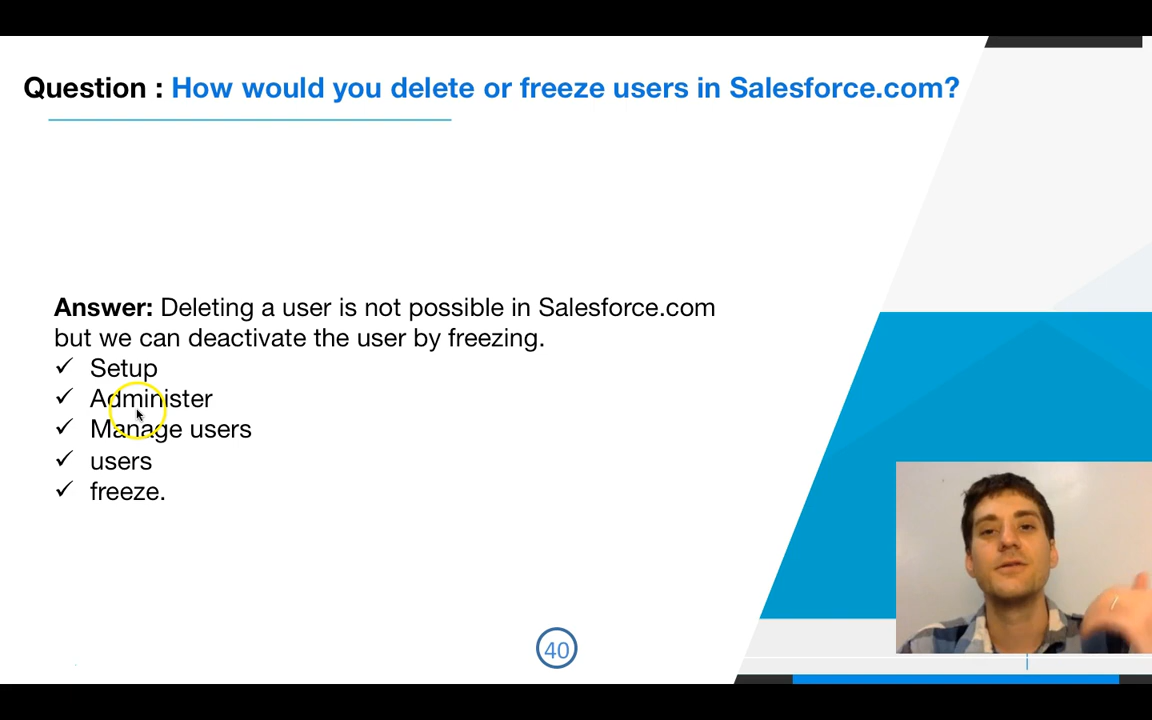 Question : How would you delete or freeze users in Salesforce.com?
Answer: Deleting a user is not possible in Salesforce.com
but we can deactivate the user by freezing.
✓ Setup
✓ Administer
✓ Manage users
✓ users
✓ freeze.
40